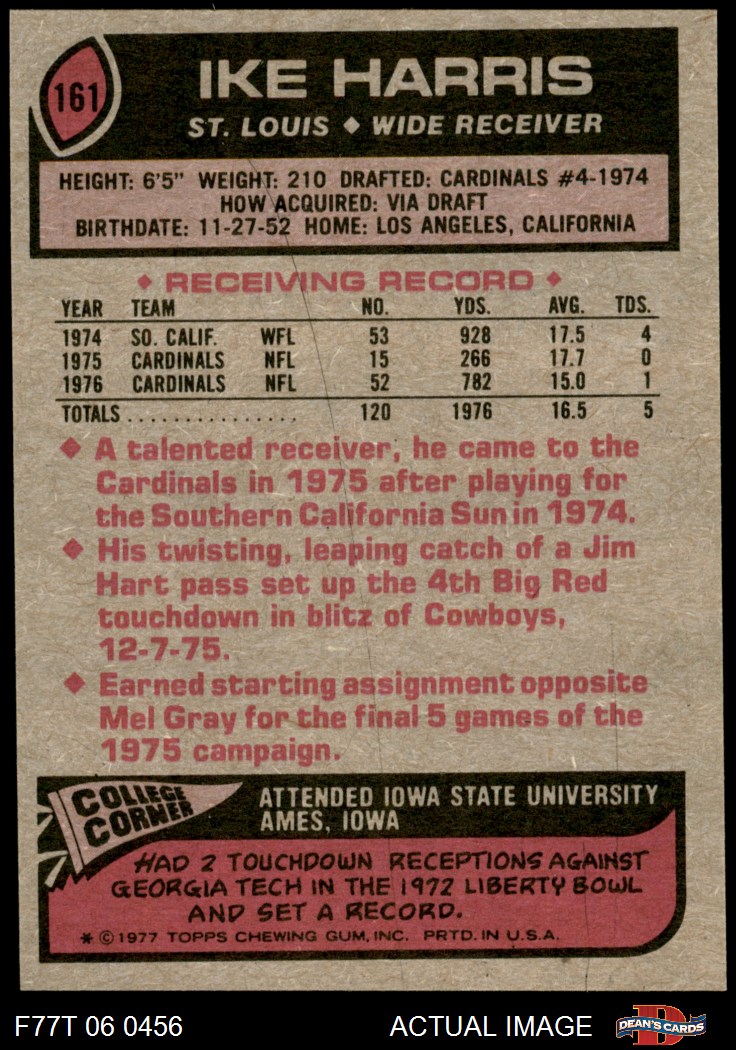 161
IKE HARRIS
ST. LOUIS ◆ WIDE RECEIVER
HEIGHT: 6'5" WEIGHT: 210 DRAFTED: CARDINALS #4-1974
HOW ACQUIRED: VIA DRAFT
BIRTHDATE: 11-27-52 HOME: LOS ANGELES, CALIFORNIA
◆ RECEIVING RECORD ◆
YEAR TEAM NO. YDS. AVG. TDS.
1974 SO. CALIF. WFL 53 928 17.5 4
1975 CARDINALS NFL 15 266 17.7 0
1976 CARDINALS NFL 52 782 15.0 1
TOTALS ................ 120 1976 16.5 5
◆ A talented receiver, he came to the
Cardinals in 1975 after playing for
the Southern California Sun in 1974.
◆ His twisting, leaping catch of a Jim
Hart pass set up the 4th Big Red
touchdown in blitz of Cowboys,
12-7-75.
◆ Earned starting assignment opposite
Mel Gray for the final 5 games of the
1975 campaign.
COLLEGE
CORNER
ATTENDED IOWA STATE UNIVERSITY
AMES, IOWA
HAD 2 TOUCHDOWN RECEPTIONS AGAINST
GEORGIA TECH IN THE 1972 LIBERTY BOWL
AND SET A RECORD.
* © 1977 TOPPS CHEWING GUM, INC. PRTD. IN U.S.A.
F77T 06 0456 ACTUAL IMAGE D DEAN'S CARDS